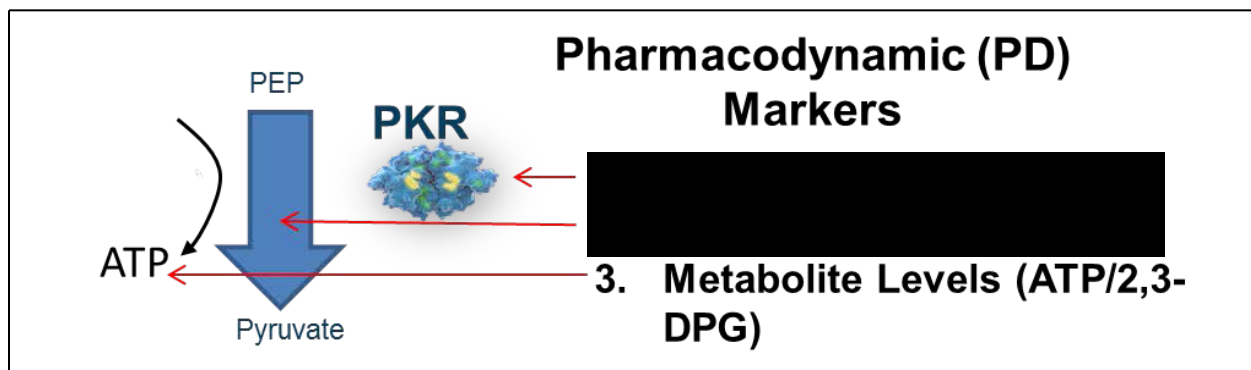 Pharmacodynamic (PD)
Markers
PEP
PKR
ATP
3. Metabolite Levels (ATP/2,3-
DPG)
Pyruvate